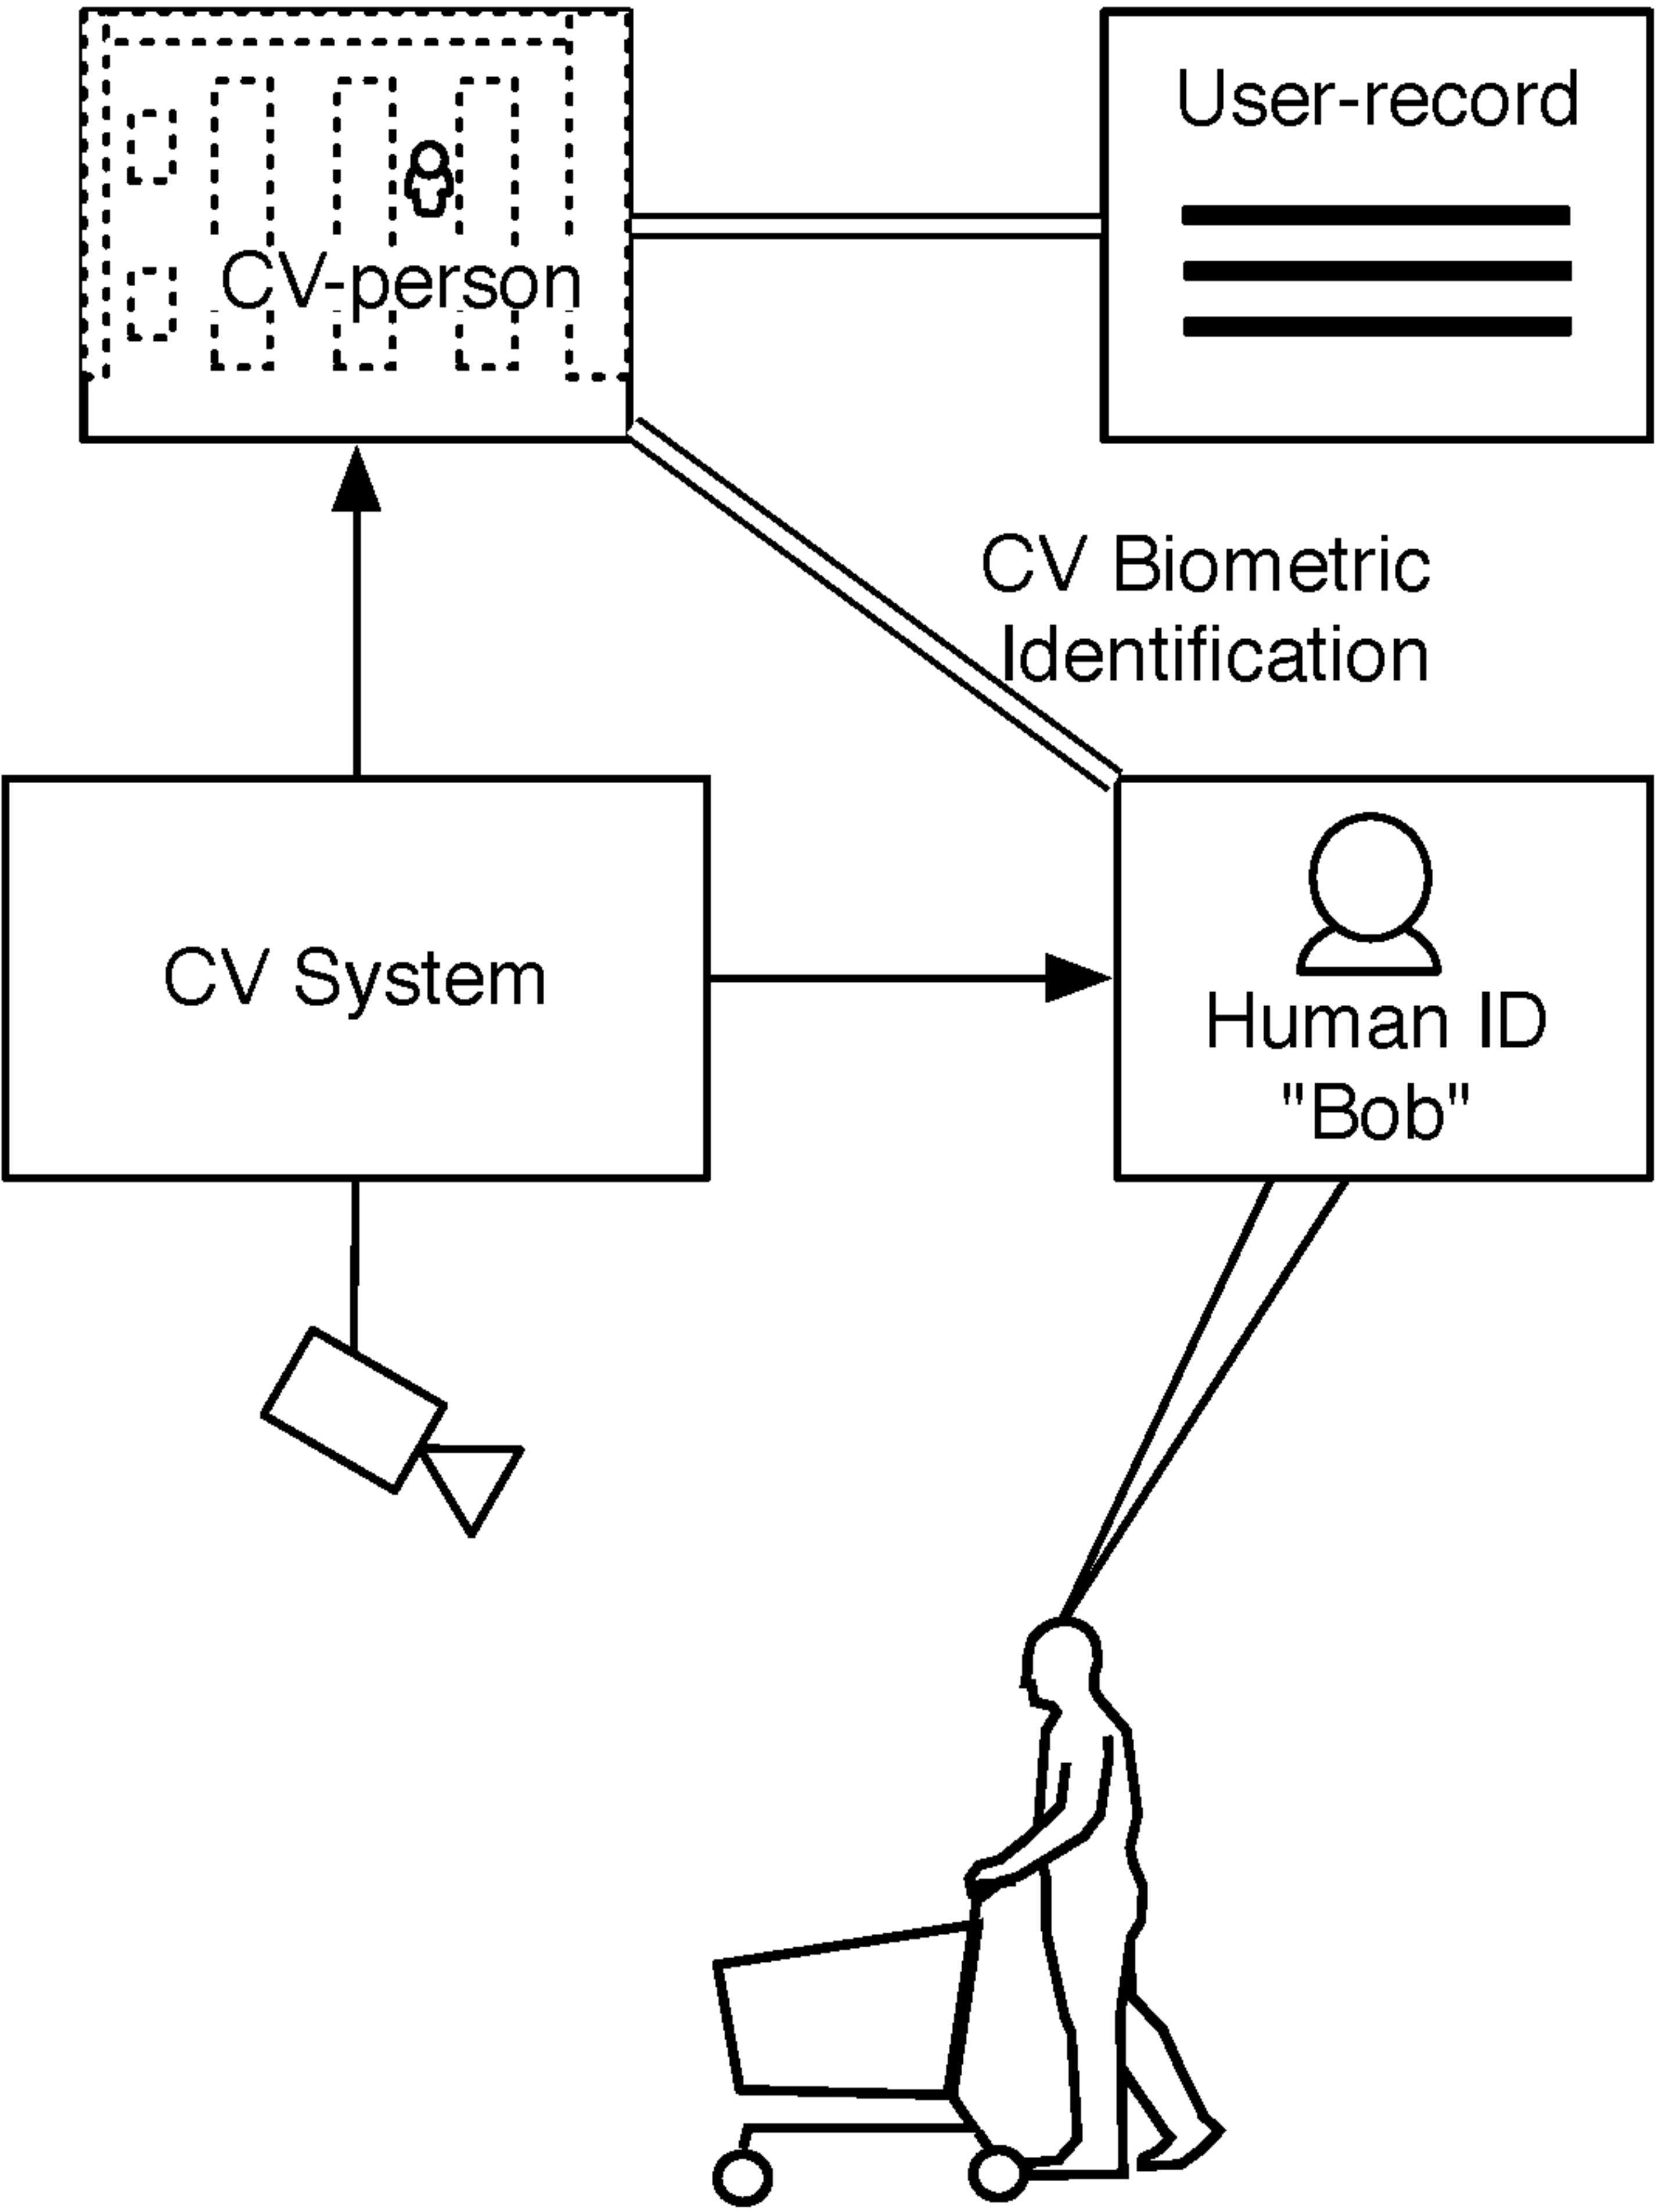 User-record
CV-person
CV Biometric
Identification
CV System
Human ID
"Bob"